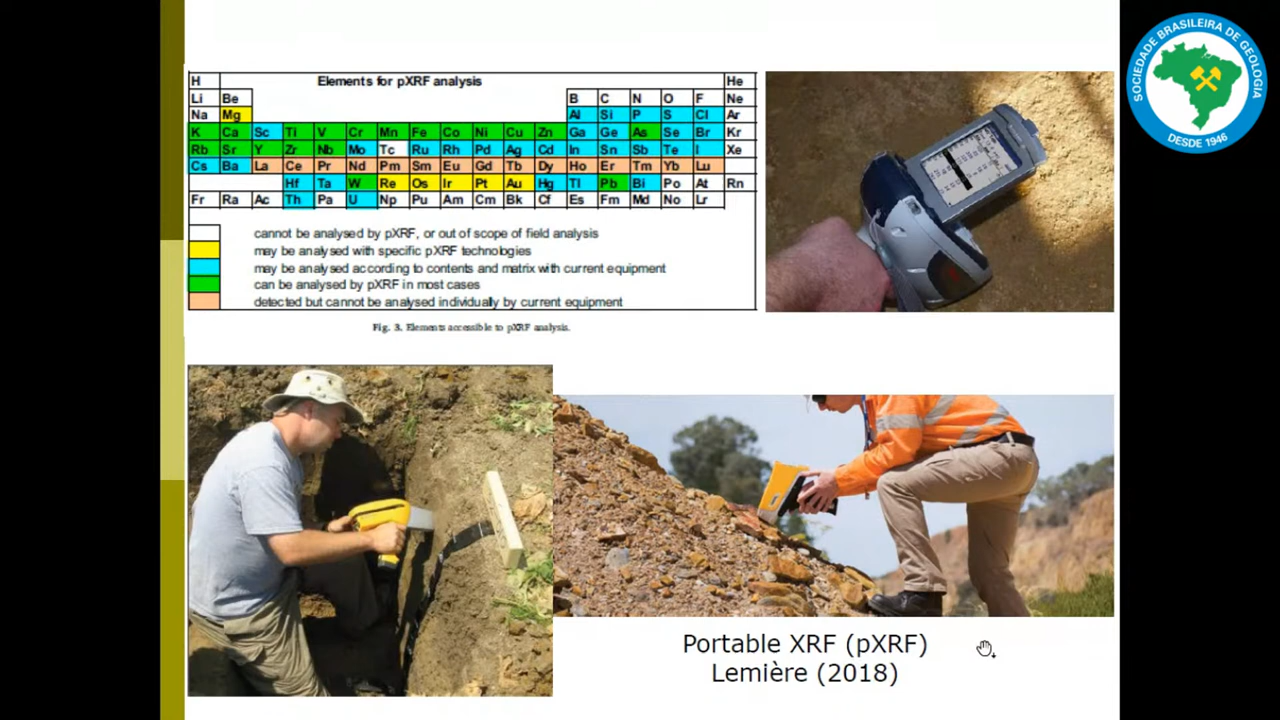 H Elements for pXRF analysis He
Li Be B C N O F Ne
Na Mg Al Si P S Cl Ar
K Ca Sc Ti V Cr Mn Fe Co Ni Cu Zn Ga Ge As Se Br Kr
Rb Sr Y Zr Nb Mo Tc Ru Rh Pd Ag Cd In Sn Sb Te I Xe
Cs Ba La Ce Pr Nd Pm Sm Eu Gd Tb Dy Ho Er Tm Yb Lu
Hf Ta W Re Os Ir Pt Au Hg Tl Pb Bi Po At Rn
Fr Ra Ac Th Pa U Np Pu Am Cm Bk Cf Es Fm Md No Lr
cannot be analysed by pXRF, or out of scope of field analysis
may be analysed with specific pXRF technologies
may be analysed according to contents and matrix with current equipment
can be analysed by pXRF in most cases
detected but cannot be analysed individually by current equipment
Fig. 3. Elements accessible to pXRF analysis.
Portable XRF (pXRF)
Lemière (2018)
SOCIEDADE BRASILEIRA DE GEOLOGIA
DESDE 1946